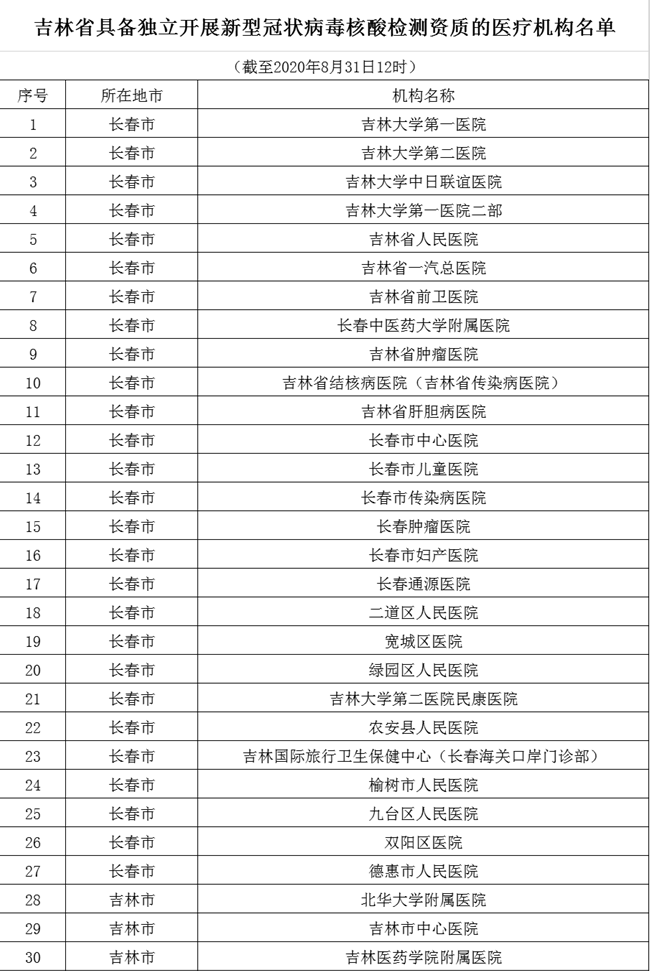 吉林省具备独立开展新型冠状病毒核酸检测资质的医疗机构名单
（截至2020年8月31日12时）
序号 所在地市 机构名称
1 长春市 吉林大学第一医院
2 长春市 吉林大学第二医院
3 长春市 吉林大学中日联谊医院
4 长春市 吉林大学第一医院二部
5 长春市 吉林省人民医院
6 长春市 吉林省一汽总医院
7 长春市 吉林省前卫医院
8 长春市 长春中医药大学附属医院
9 长春市 吉林省肿瘤医院
10 长春市 吉林省结核病医院（吉林省传染病医院）
11 长春市 吉林省肝胆病医院
12 长春市 长春市中心医院
13 长春市 长春市儿童医院
14 长春市 长春市传染病医院
15 长春市 长春肿瘤医院
16 长春市 长春市妇产医院
17 长春市 长春通源医院
18 长春市 二道区人民医院
19 长春市 宽城区医院
20 长春市 绿园区人民医院
21 长春市 吉林大学第二医院民康医院
22 长春市 农安县人民医院
23 长春市 吉林国际旅行卫生保健中心（长春海关口岸门诊部）
24 长春市 榆树市人民医院
25 长春市 九台区人民医院
26 长春市 双阳区医院
27 长春市 德惠市人民医院
28 吉林市 北华大学附属医院
29 吉林市 吉林市中心医院
30 吉林市 吉林医药学院附属医院